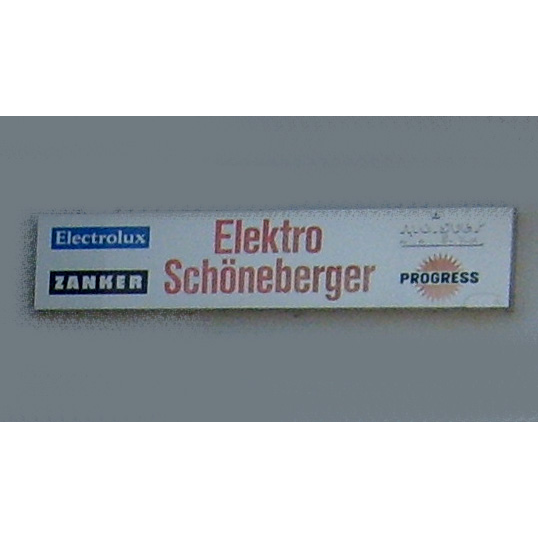 Electrolux
ZANKER
Elektro
Schöneberger
PROGRESS